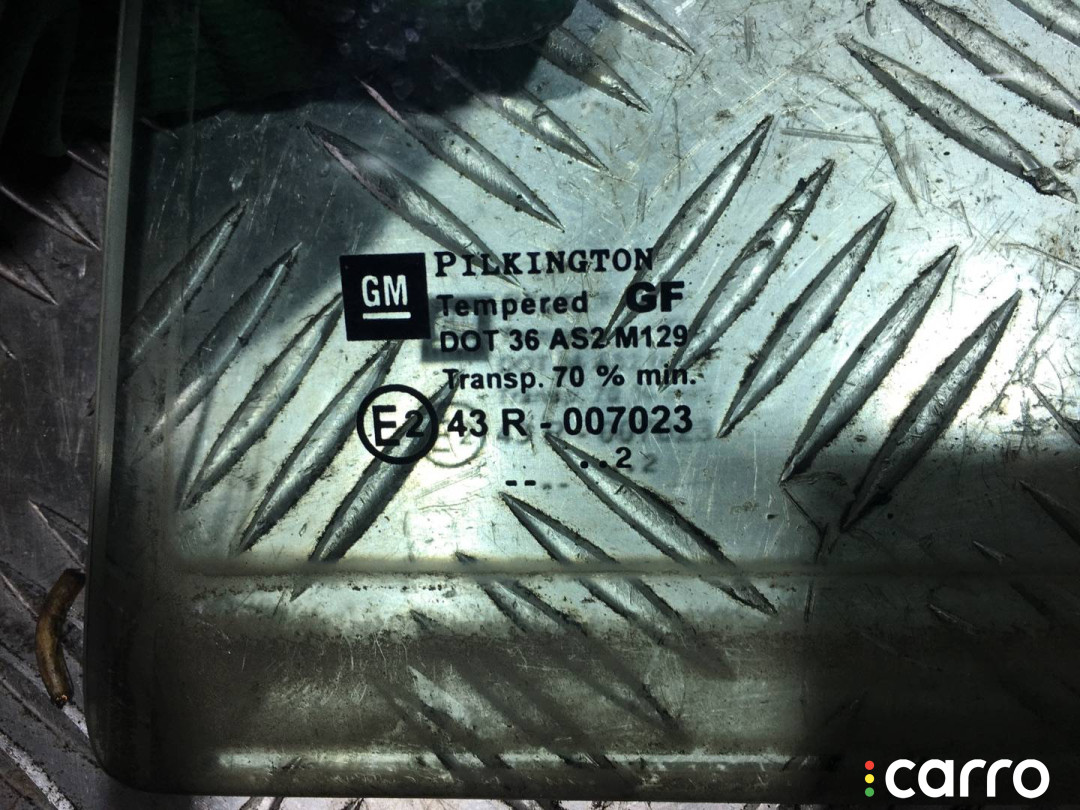 GM
PILKINGTON
Tempered GF
DOT 36 AS2 M129
Transp. 70 % min.
E2 43 R - 007023
. . 2
--
carro